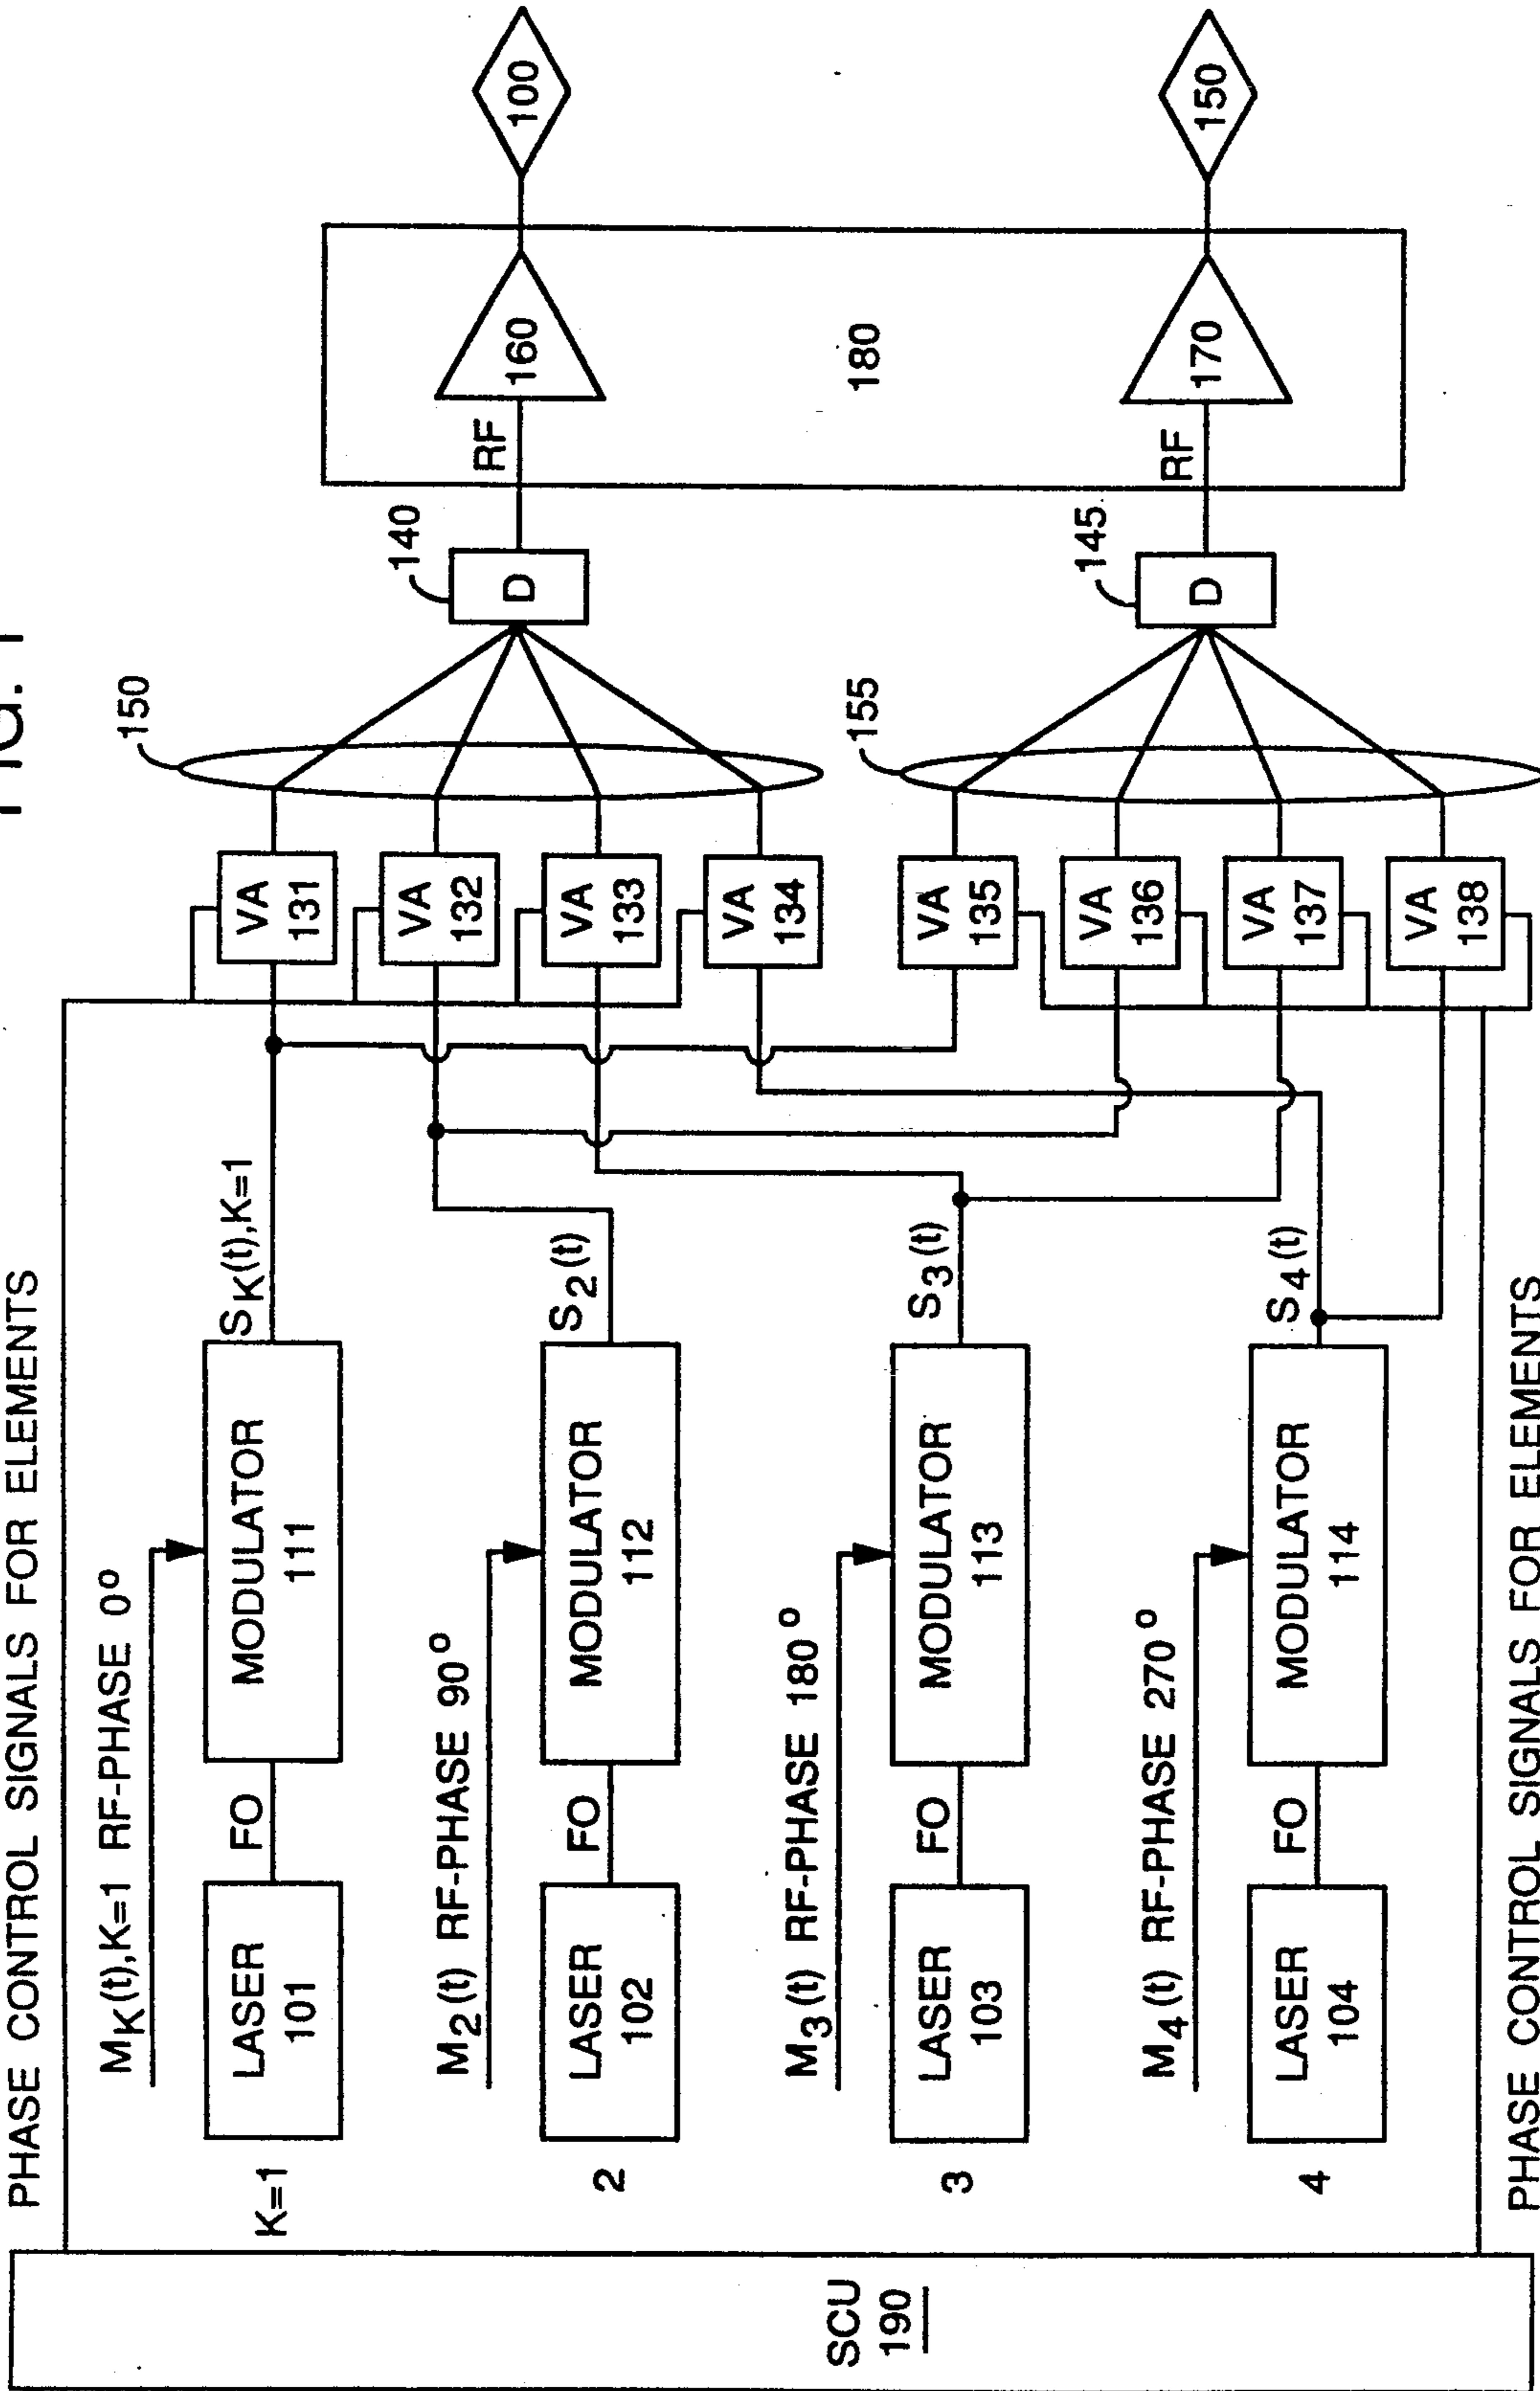 FIG. 1
PHASE CONTROL SIGNALS FOR ELEMENTS
SCU
190
K=1
LASER
101
FO
M_K(t),K=1 RF-PHASE 0°
MODULATOR
111
S_K(t),K=1
2
LASER
102
FO
M_2(t) RF-PHASE 90°
MODULATOR
112
S_2(t)
3
LASER
103
FO
M_3(t) RF-PHASE 180°
MODULATOR
113
S_3(t)
4
LASER
104
FO
M_4(t) RF-PHASE 270°
MODULATOR
114
S_4(t)
VA
131
VA
132
VA
133
VA
134
VA
135
VA
136
VA
137
VA
138
150
155
140
D
145
D
RF
160
RF
170
180
100
150
PHASE CONTROL SIGNALS FOR ELEMENTS